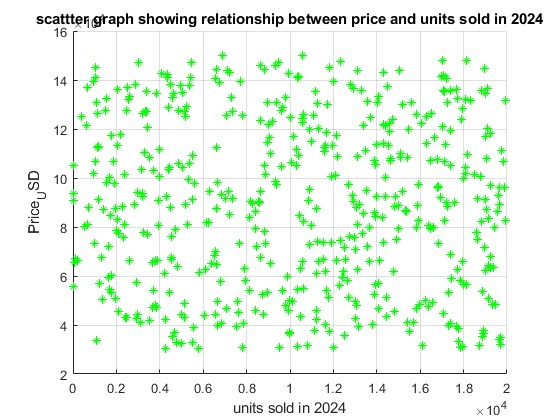 scattter graph showing relationship between price and units sold in 2024
16
14
12
10
8
6
4
2
Price_USD
0 0.2 0.4 0.6 0.8 1 1.2 1.4 1.6 1.8 2
units sold in 2024
×10^4